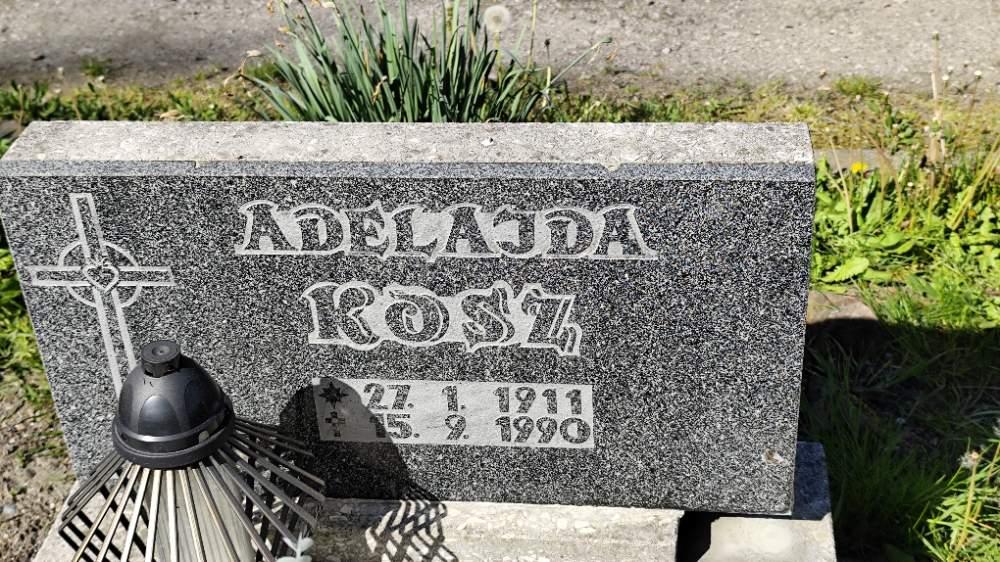 ADELAJDA
KOSZ
27. 1. 1911
15. 9. 1990